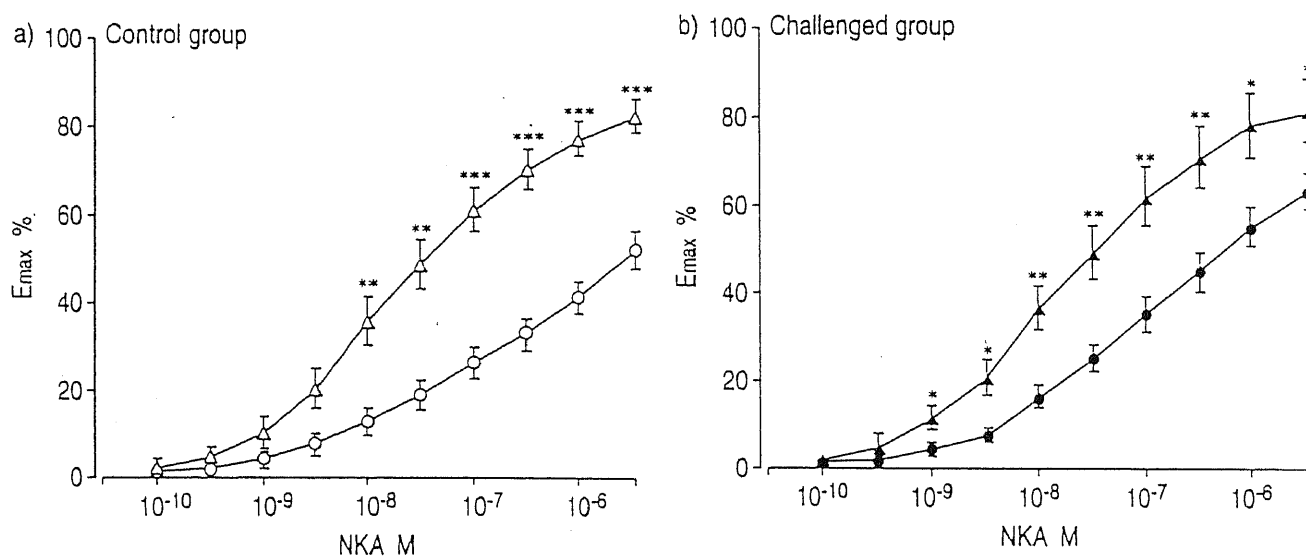 a) Control group
100
80
60
40
20
0
Emax %
*** *** *** *** *** ** **
10-10 10-9 10-8 10-7 10-6
NKA M
b) Challenged group
100
80
60
40
20
0
Emax %
* * ** ** ** ** * *
10-10 10-9 10-8 10-7 10-6
NKA M